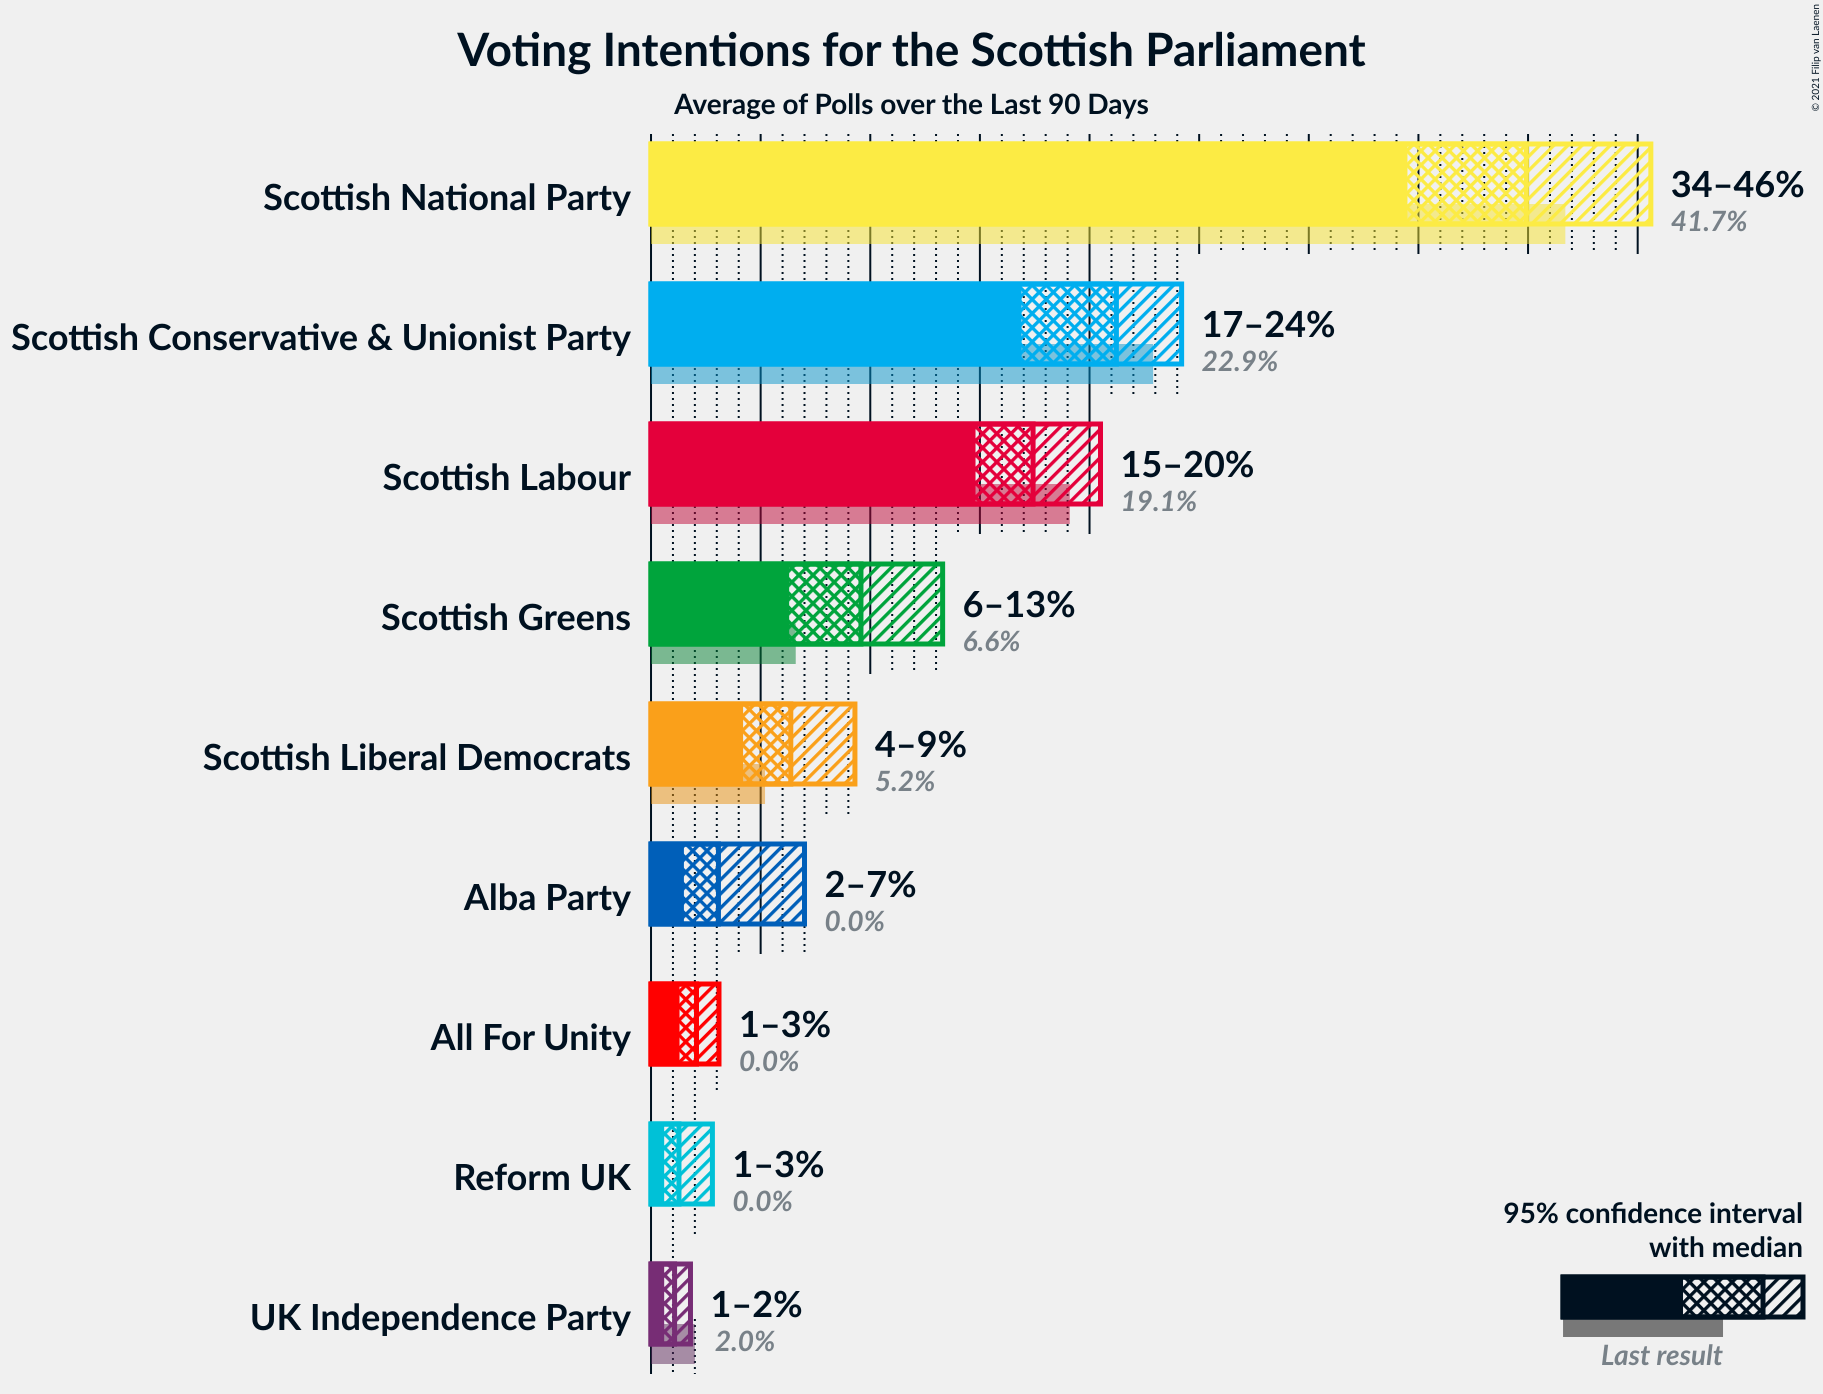 Voting Intentions for the Scottish Parliament
Average of Polls over the Last 90 Days
© 2021 Filip van Laenen
Scottish National Party
34–46%
41.7%
Scottish Conservative & Unionist Party
17–24%
22.9%
Scottish Labour
15–20%
19.1%
Scottish Greens
6–13%
6.6%
Scottish Liberal Democrats
4–9%
5.2%
Alba Party
2–7%
0.0%
All For Unity
1–3%
0.0%
Reform UK
1–3%
0.0%
UK Independence Party
1–2%
2.0%
95% confidence interval
with median
Last result